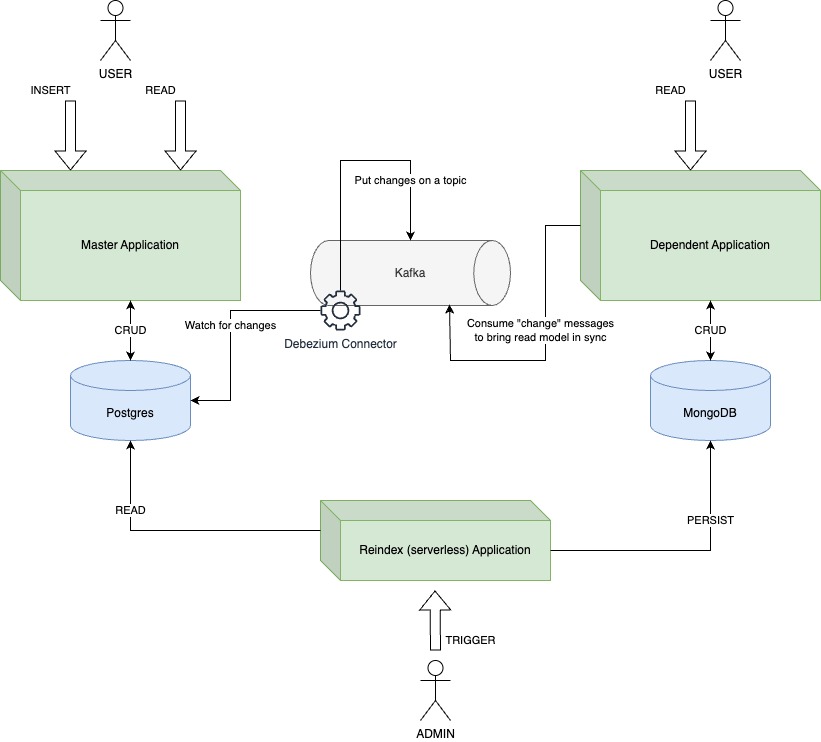 USER
USER
INSERT
READ
READ
Put changes on a topic
Master Application
Kafka
Dependent Application
Watch for changes
Consume "change" messages
to bring read model in sync
CRUD
CRUD
Debezium Connector
Postgres
MongoDB
READ
PERSIST
Reindex (serverless) Application
TRIGGER
ADMIN